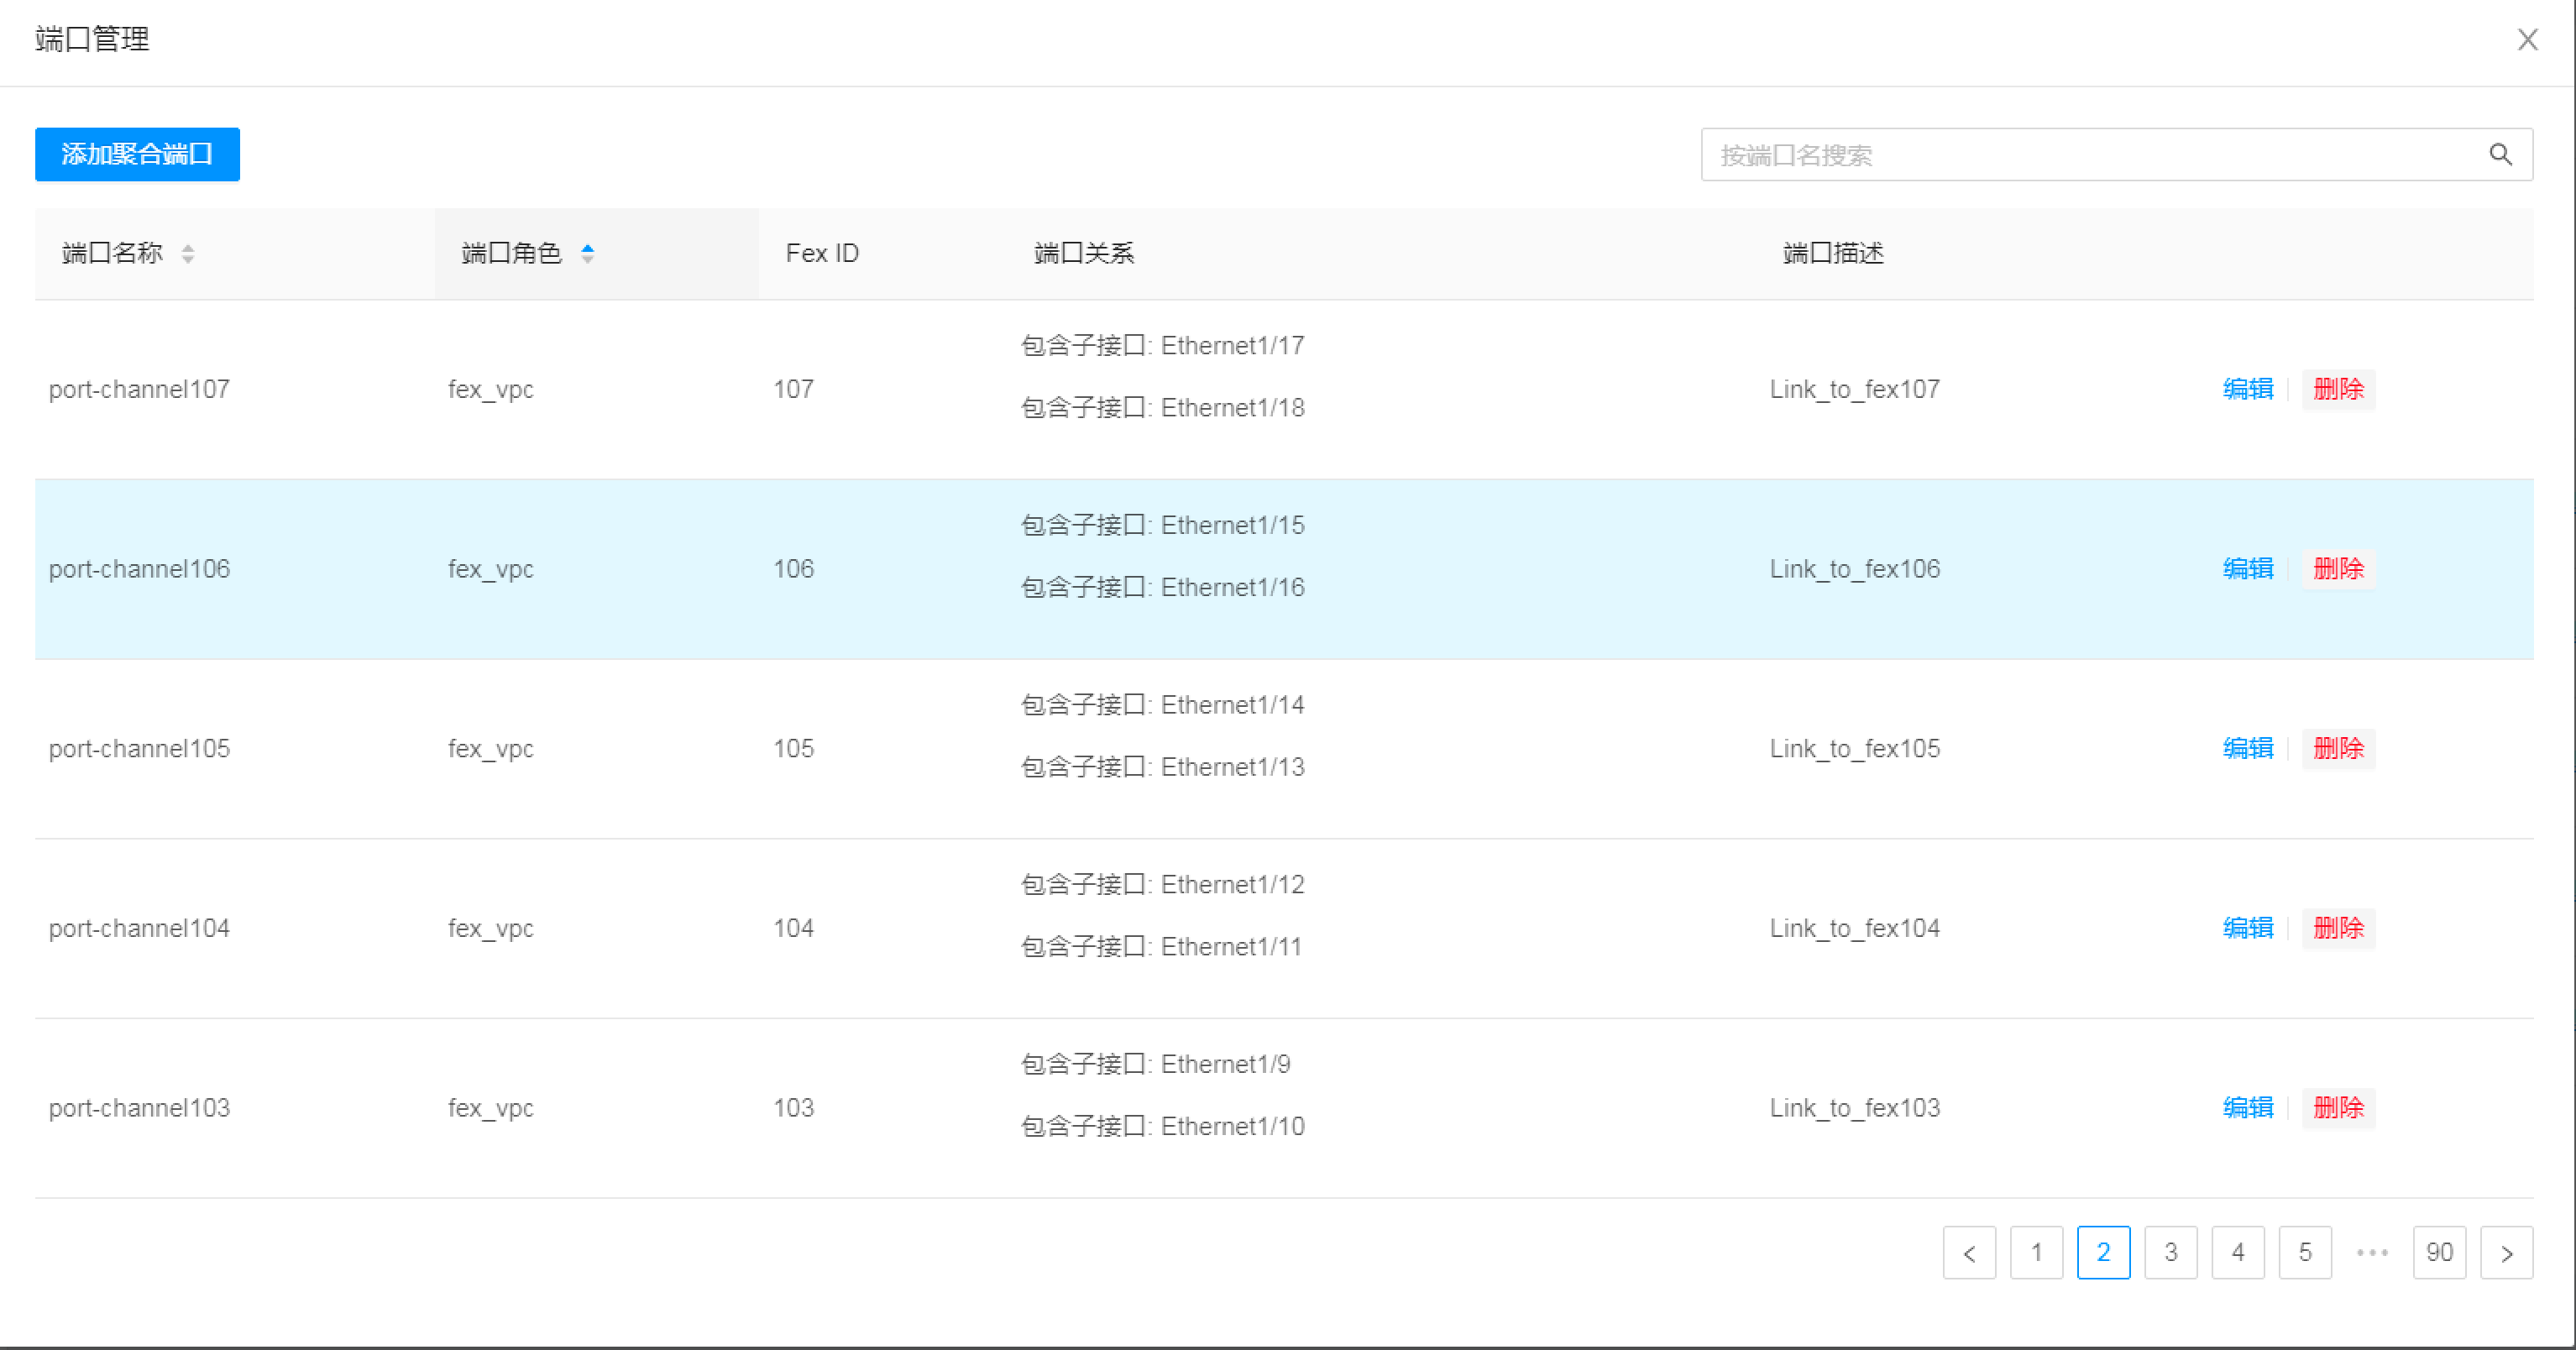 端口管理
添加聚合端口
按端口名搜索
端口名称 端口角色 Fex ID 端口关系 端口描述
包含子接口: Ethernet1/17
port-channel107 fex_vpc 107 Link_to_fex107 编辑 删除
包含子接口: Ethernet1/18
包含子接口: Ethernet1/15
port-channel106 fex_vpc 106 Link_to_fex106 编辑 删除
包含子接口: Ethernet1/16
包含子接口: Ethernet1/14
port-channel105 fex_vpc 105 Link_to_fex105 编辑 删除
包含子接口: Ethernet1/13
包含子接口: Ethernet1/12
port-channel104 fex_vpc 104 Link_to_fex104 编辑 删除
包含子接口: Ethernet1/11
包含子接口: Ethernet1/9
port-channel103 fex_vpc 103 Link_to_fex103 编辑 删除
包含子接口: Ethernet1/10
< 1 2 3 4 5 ••• 90 >